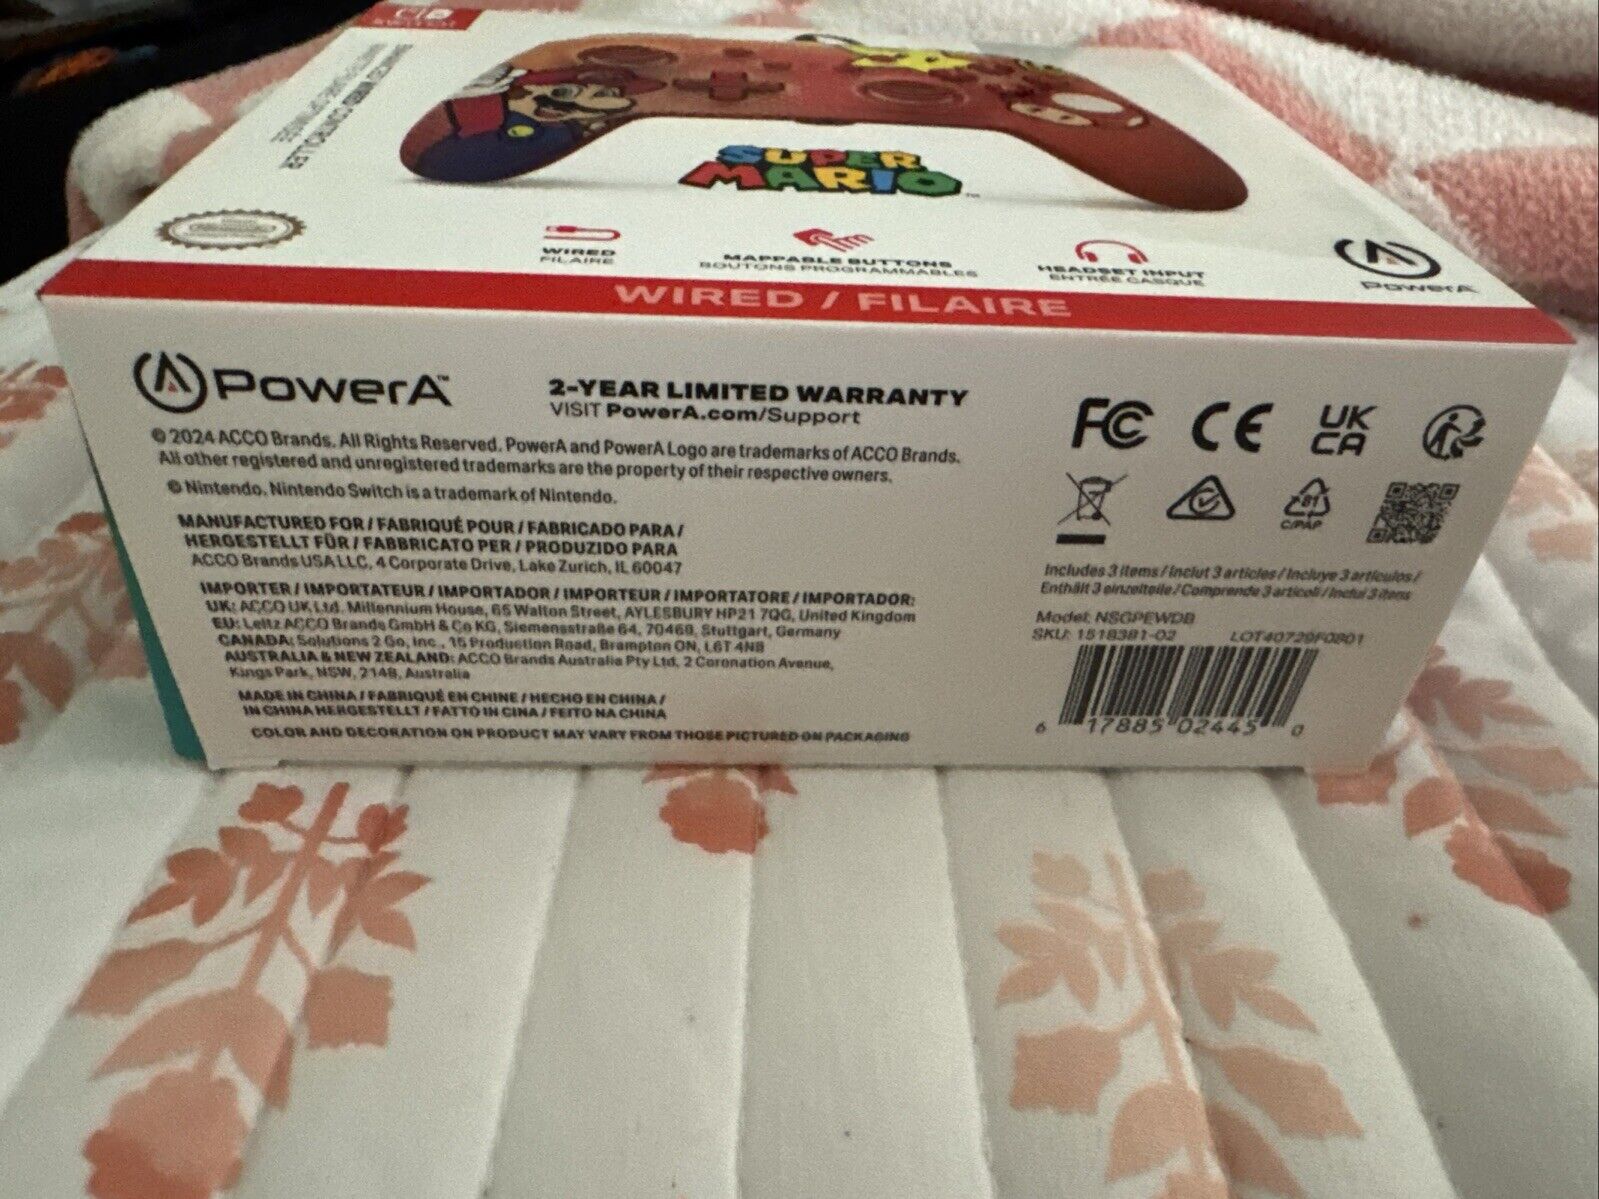 SUPER
MARIO™
WIRED
FILAIRE
MAPPABLE BUTTONS
BOUTONS PROGRAMMABLES
HEADSET INPUT
ENTRÉE CASQUE
PowerA
WIRED / FILAIRE
PowerA™
2-YEAR LIMITED WARRANTY
VISIT PowerA.com/Support
© 2024 ACCO Brands. All Rights Reserved. PowerA and PowerA Logo are trademarks of ACCO Brands.
All other registered and unregistered trademarks are the property of their respective owners.
© Nintendo. Nintendo Switch is a trademark of Nintendo.
MANUFACTURED FOR / FABRIQUÉ POUR / FABRICADO PARA /
HERGESTELLT FÜR / FABBRICATO PER / PRODUZIDO PARA
ACCO Brands USA LLC, 4 Corporate Drive, Lake Zurich, IL 60047
IMPORTER / IMPORTATEUR / IMPORTADOR / IMPORTEUR / IMPORTATORE / IMPORTADOR:
UK: ACCO UK Ltd. Millennium House, 65 Walton Street, AYLESBURY HP21 7QG, United Kingdom
EU: Leitz ACCO Brands GmbH & Co KG, Siemensstraße 64, 70469, Stuttgart, Germany
CANADA: Solutions 2 Go, Inc., 15 Production Road, Brampton ON, L6T 4N8
AUSTRALIA & NEW ZEALAND: ACCO Brands Australia Pty Ltd, 2 Coronation Avenue,
Kings Park, NSW, 2148, Australia
MADE IN CHINA / FABRIQUÉ EN CHINE / HECHO EN CHINA /
IN CHINA HERGESTELLT / FATTO IN CINA / FEITO NA CHINA
COLOR AND DECORATION ON PRODUCT MAY VARY FROM THOSE PICTURED ON PACKAGING
FC CE UK
CA
81
C/PAP
Includes 3 items / Inclut 3 articles / Incluye 3 artículos /
Enthält 3 einzelteile / Comprende 3 articoli / Inclui 3 itens
Model: NSGPEWDB
SKU: 1518381-02 LOT40729F0801
6 17885 02445 0